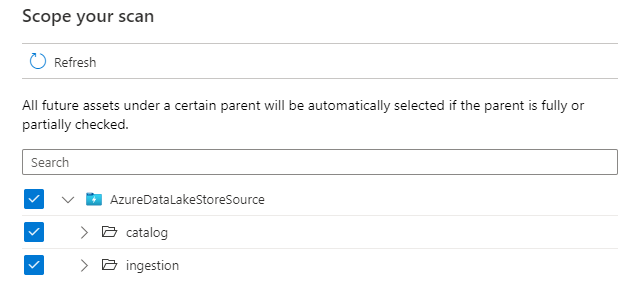 Scope your scan
Refresh
All future assets under a certain parent will be automatically selected if the parent is fully or
partially checked.
Search
AzureDataLakeStoreSource
catalog
ingestion